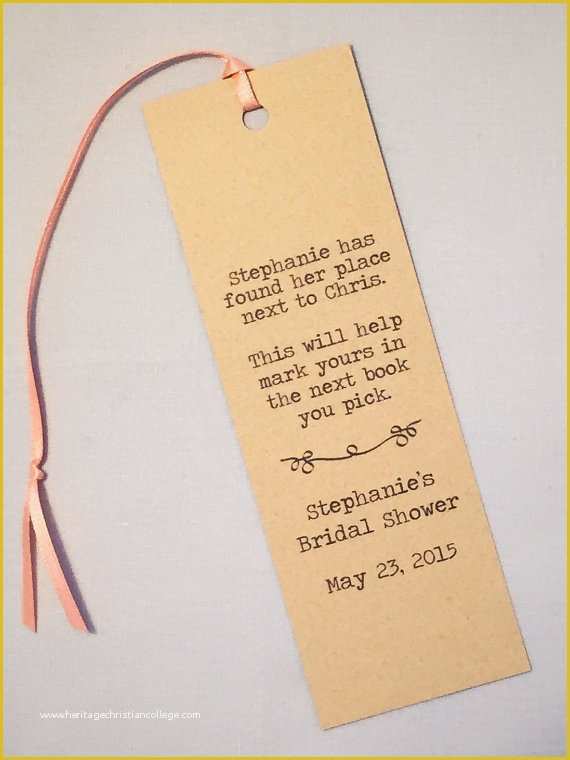 Stephanie has
found her place
next to Chris.
This will help
mark yours in
the next book
you pick.
Stephanie's
Bridal Shower
May 23, 2015
www.heritagechristiancollege.com